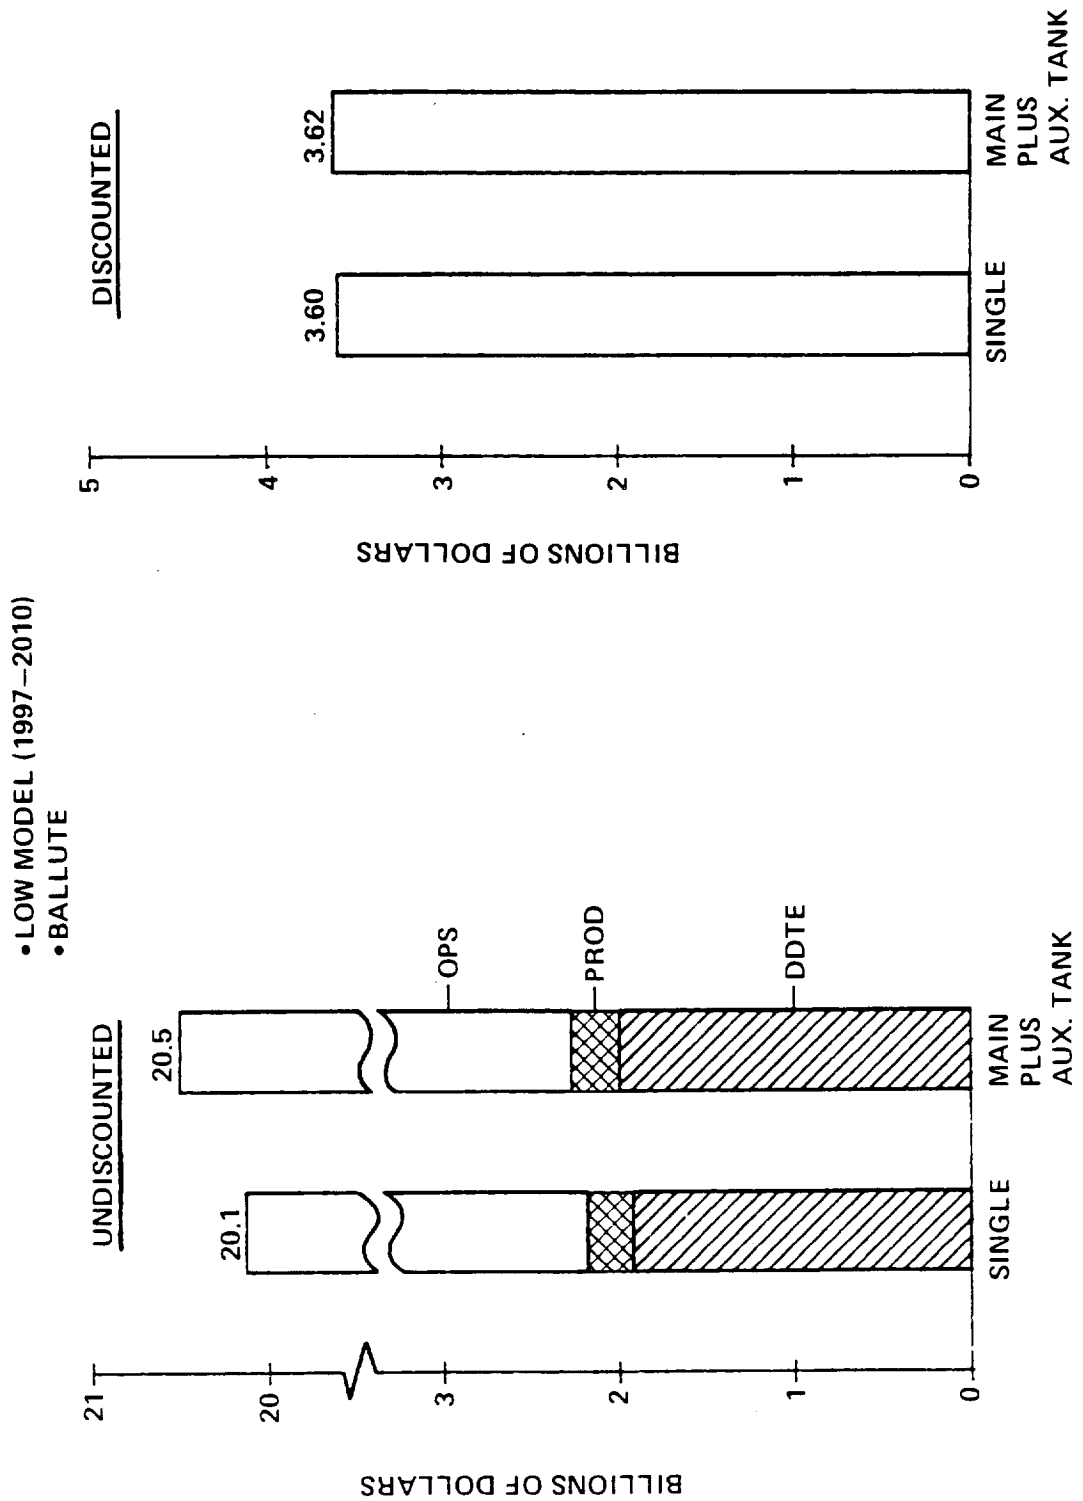 •LOW MODEL (1997–2010)
•BALLUTE
UNDISCOUNTED
BILLIONS OF DOLLARS
21
20
3
2
1
0
20.1
20.5
OPS
PROD
DDTE
SINGLE
MAIN
PLUS
AUX. TANK
DISCOUNTED
BILLIONS OF DOLLARS
5
4
3
2
1
0
3.60
3.62
SINGLE
MAIN
PLUS
AUX. TANK